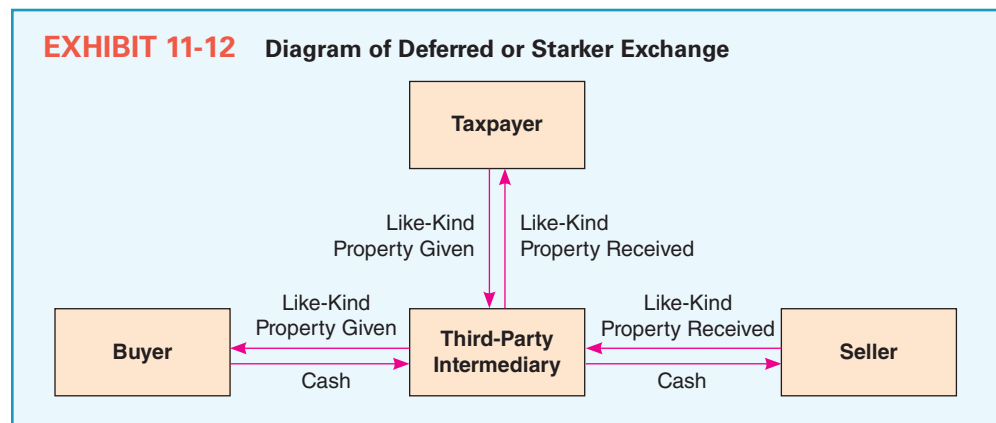 EXHIBIT 11-12 Diagram of Deferred or Starker Exchange
Taxpayer
Like-Kind
Property Given
Like-Kind
Property Received
Like-Kind
Property Given
Like-Kind
Property Received
Buyer
Third-Party
Intermediary
Seller
Cash
Cash